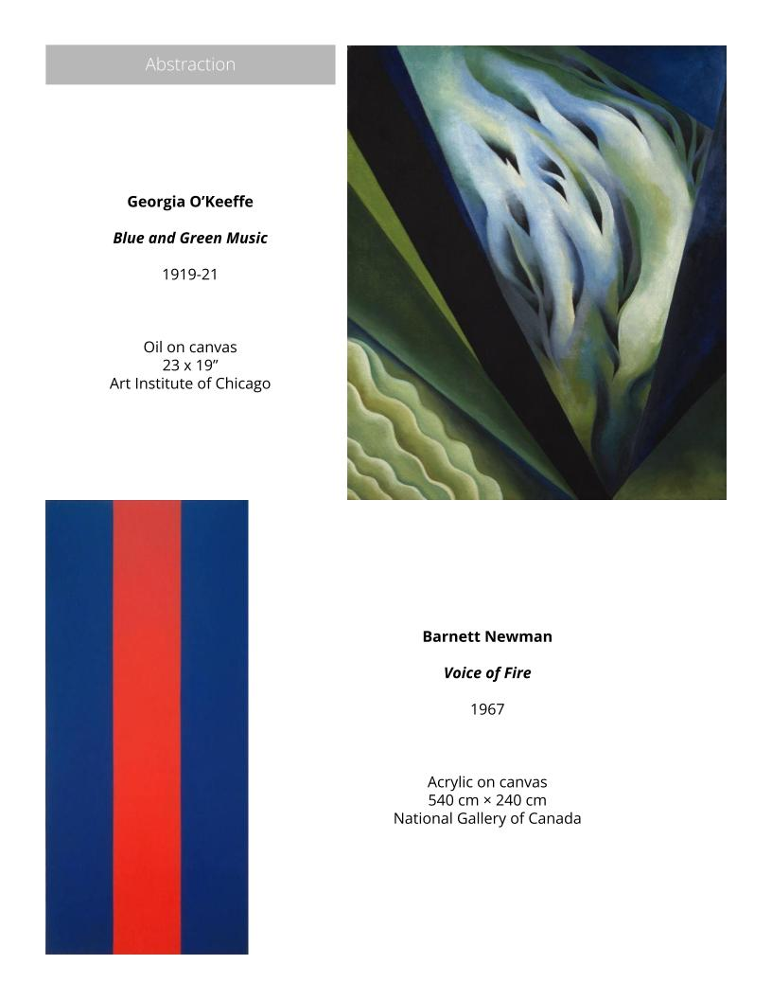 Abstraction
Georgia O’Keeffe
Blue and Green Music
1919-21
Oil on canvas
23 x 19”
Art Institute of Chicago
Barnett Newman
Voice of Fire
1967
Acrylic on canvas
540 cm × 240 cm
National Gallery of Canada